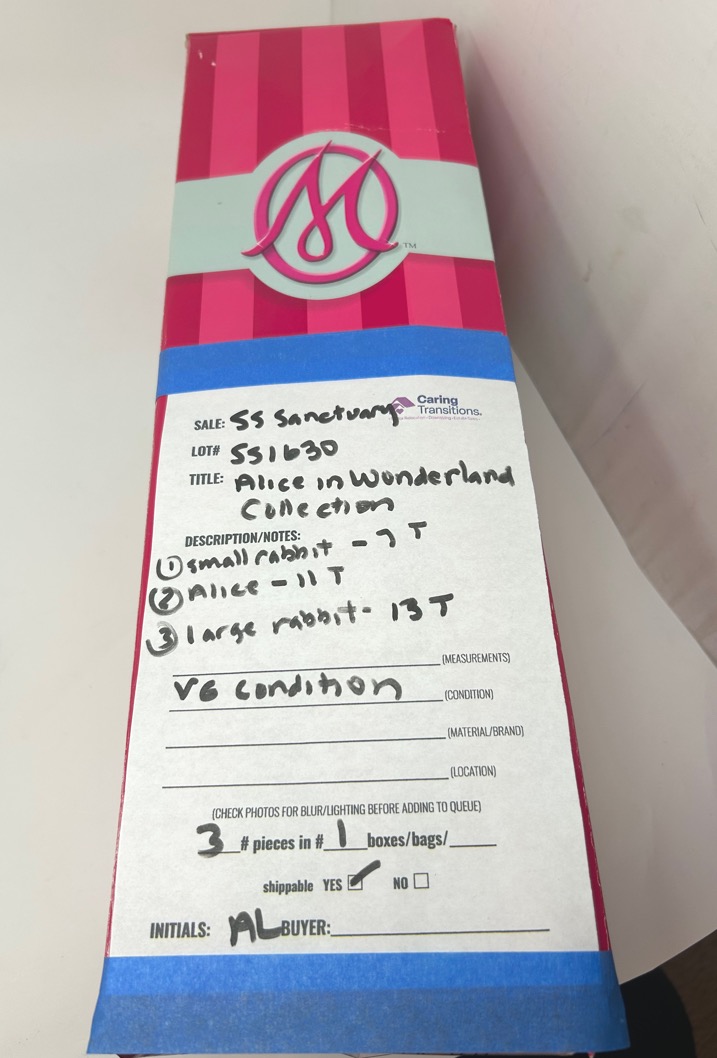 M TM
Caring
Transitions.
SALE: SS Sanctuary
LOT# SS1630
TITLE: Alice in Wonderland
Collection
DESCRIPTION/NOTES:
① small rabbit - 7 T
② Alice - 11 T
③ large rabbit - 13 T
(MEASUREMENTS)
VG condition (CONDITION)
(MATERIAL/BRAND)
(LOCATION)
(CHECK PHOTOS FOR BLUR/LIGHTING BEFORE ADDING TO QUEUE)
3 # pieces in # 1 boxes/bags/
shippable YES ☑ NO ☐
INITIALS: AL BUYER: